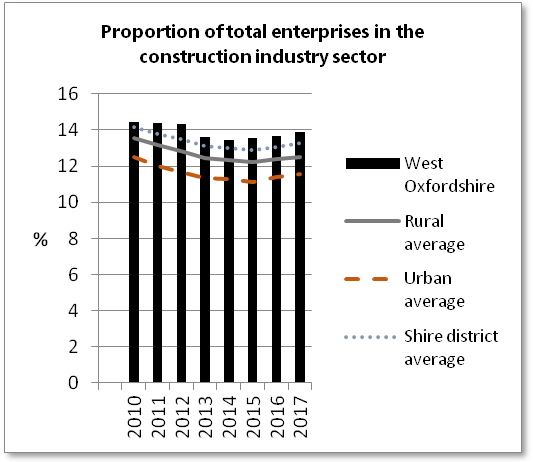 Proportion of total enterprises in the
construction industry sector
16
14
12
10
8
6
4
2
0
%
2010
2011
2012
2013
2014
2015
2016
2017
West
Oxfordshire
Rural
average
Urban
average
Shire district
average